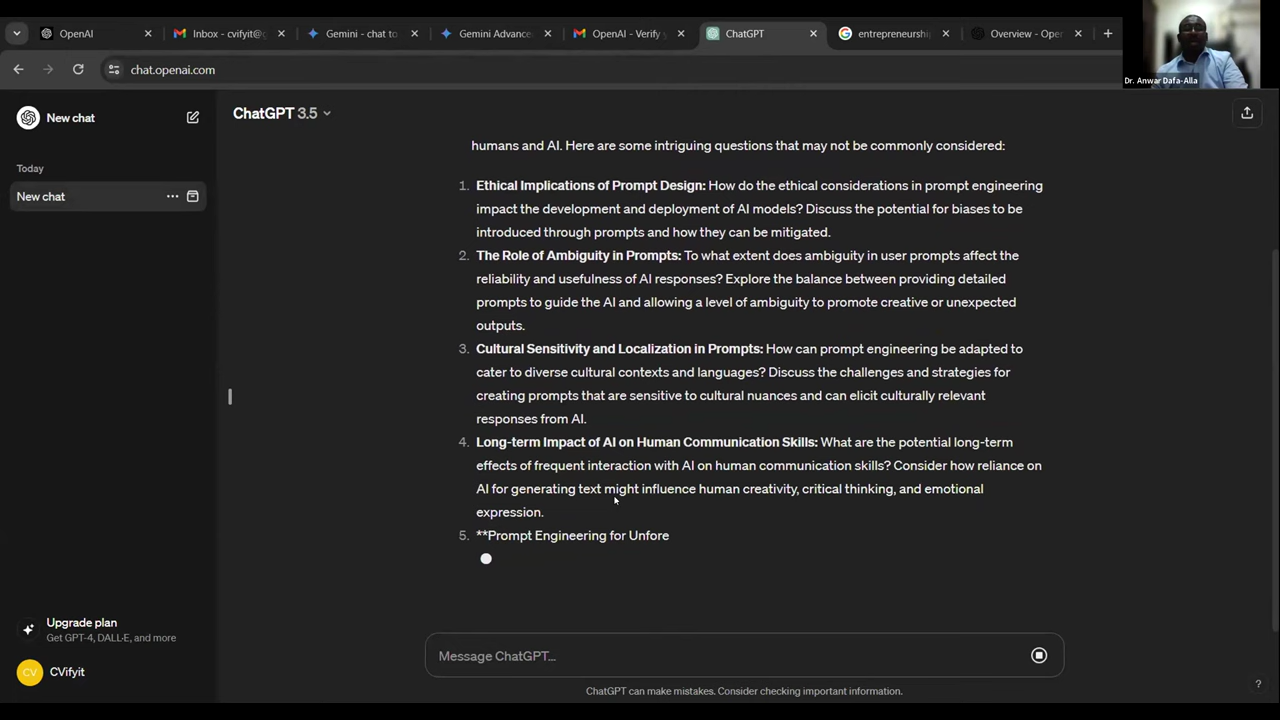 OpenAI
Inbox - cvifyit@g
Gemini - chat to
Gemini Advance
OpenAI - Verify y
ChatGPT
entrepreneurshi
Overview - Open
chat.openai.com
Dr. Anwar Dafa-Alla
New chat
ChatGPT 3.5
Today
New chat
humans and AI. Here are some intriguing questions that may not be commonly considered:
1. Ethical Implications of Prompt Design: How do the ethical considerations in prompt engineering
impact the development and deployment of AI models? Discuss the potential for biases to be
introduced through prompts and how they can be mitigated.
2. The Role of Ambiguity in Prompts: To what extent does ambiguity in user prompts affect the
reliability and usefulness of AI responses? Explore the balance between providing detailed
prompts to guide the AI and allowing a level of ambiguity to promote creative or unexpected
outputs.
3. Cultural Sensitivity and Localization in Prompts: How can prompt engineering be adapted to
cater to diverse cultural contexts and languages? Discuss the challenges and strategies for
creating prompts that are sensitive to cultural nuances and can elicit culturally relevant
responses from AI.
4. Long-term Impact of AI on Human Communication Skills: What are the potential long-term
effects of frequent interaction with AI on human communication skills? Consider how reliance on
AI for generating text might influence human creativity, critical thinking, and emotional
expression.
5. **Prompt Engineering for Unfore
Upgrade plan
Get GPT-4, DALL·E, and more
CV
CVifyit
Message ChatGPT...
ChatGPT can make mistakes. Consider checking important information.
?